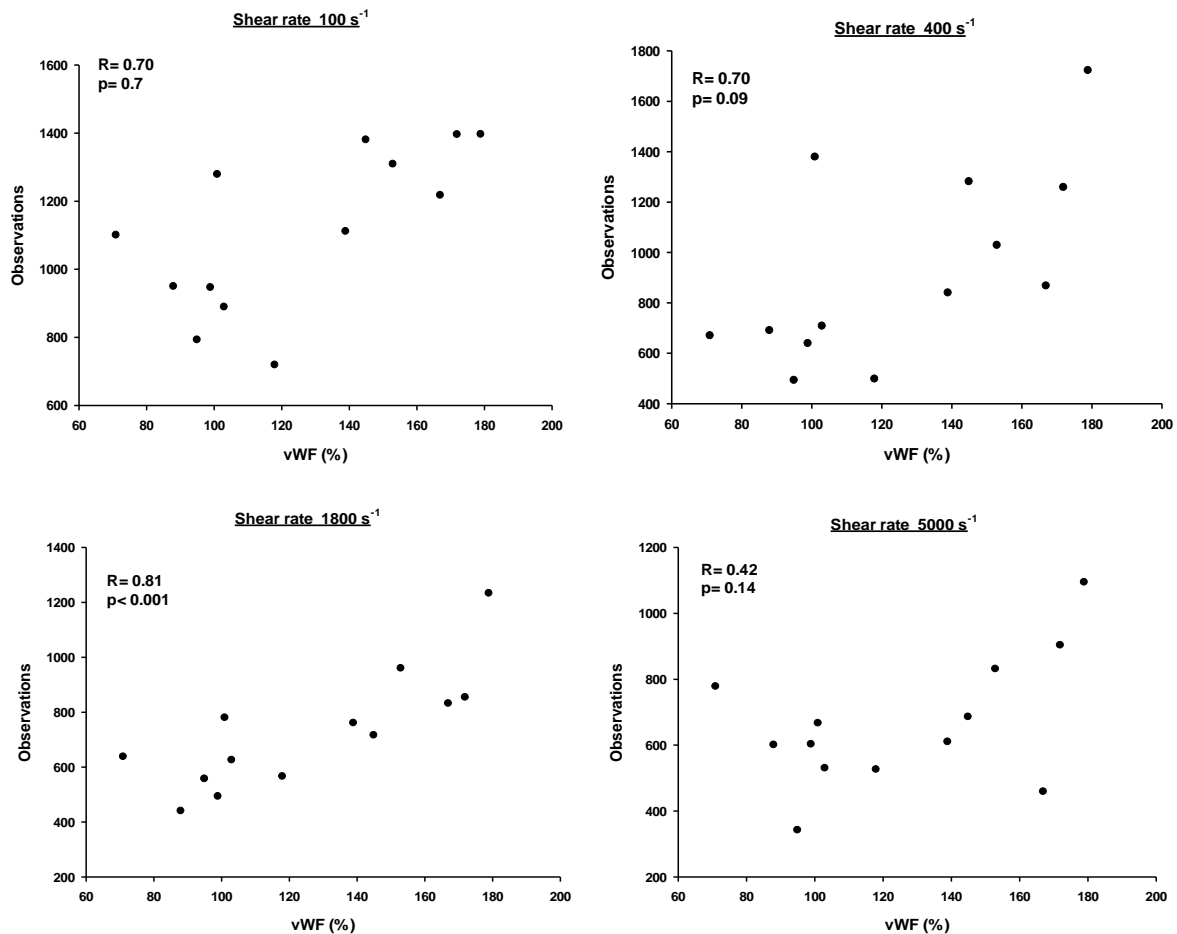 Shear rate 100 s-1
R= 0.70
p= 0.7
1600
1400
1200
1000
800
600
Observations
60 80 100 120 140 160 180 200
vWF (%)
Shear rate 400 s-1
R= 0.70
p= 0.09
1800
1600
1400
1200
1000
800
600
400
Observations
60 80 100 120 140 160 180 200
vWF (%)
Shear rate 1800 s-1
R= 0.81
p< 0.001
1400
1200
1000
800
600
400
200
Observations
60 80 100 120 140 160 180 200
vWF (%)
Shear rate 5000 s-1
R= 0.42
p= 0.14
1200
1000
800
600
400
200
Observations
60 80 100 120 140 160 180 200
vWF (%)